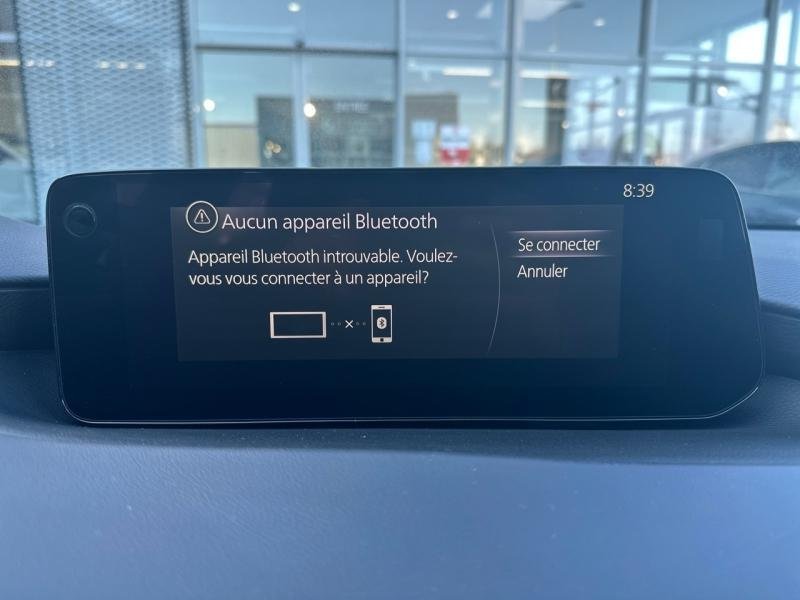 8:39
Aucun appareil Bluetooth
Appareil Bluetooth introuvable. Voulez-
vous vous connecter à un appareil?
Se connecter
Annuler